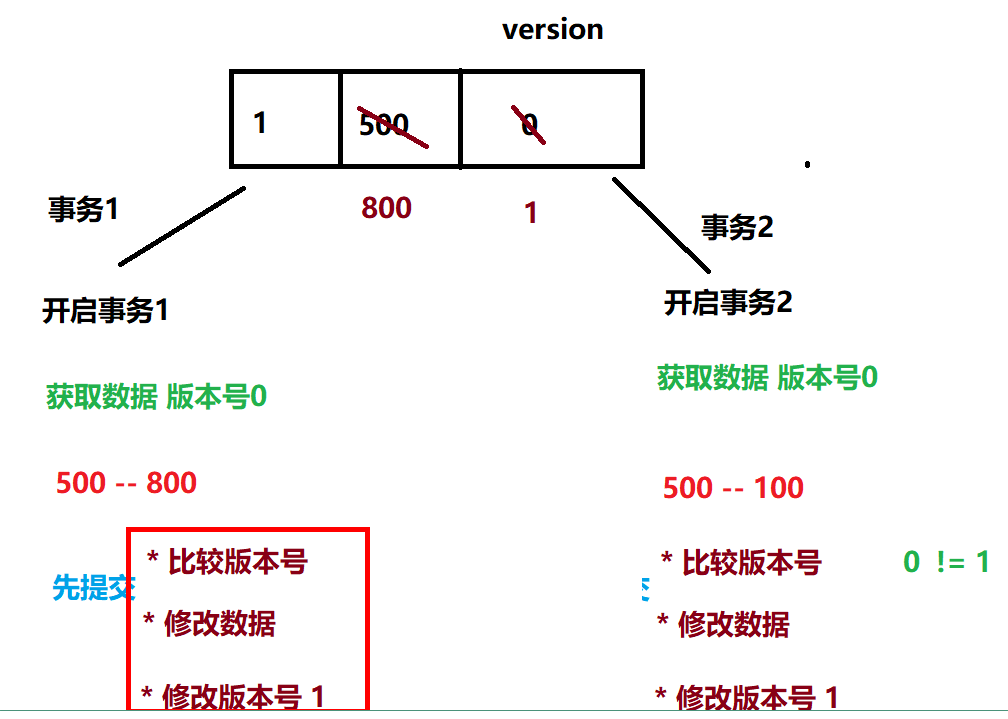 version
1 500 0
800 1
事务1
事务2
开启事务1
开启事务2
获取数据 版本号0
获取数据 版本号0
500 -- 800
500 -- 100
* 比较版本号
* 比较版本号 0 != 1
先提交
* 修改数据
* 修改数据
* 修改版本号 1
* 修改版本号 1